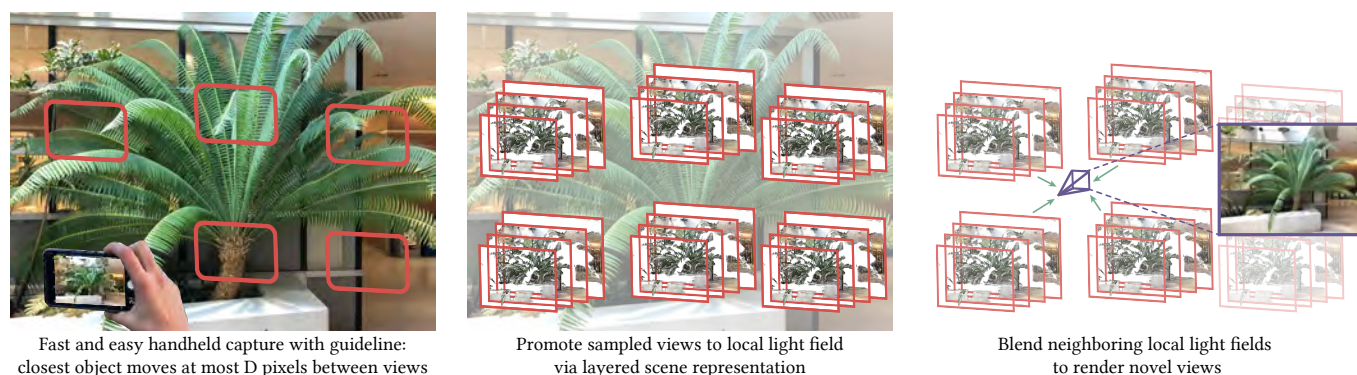 Fast and easy handheld capture with guideline:
closest object moves at most D pixels between views
Promote sampled views to local light field
via layered scene representation
Blend neighboring local light fields
to render novel views